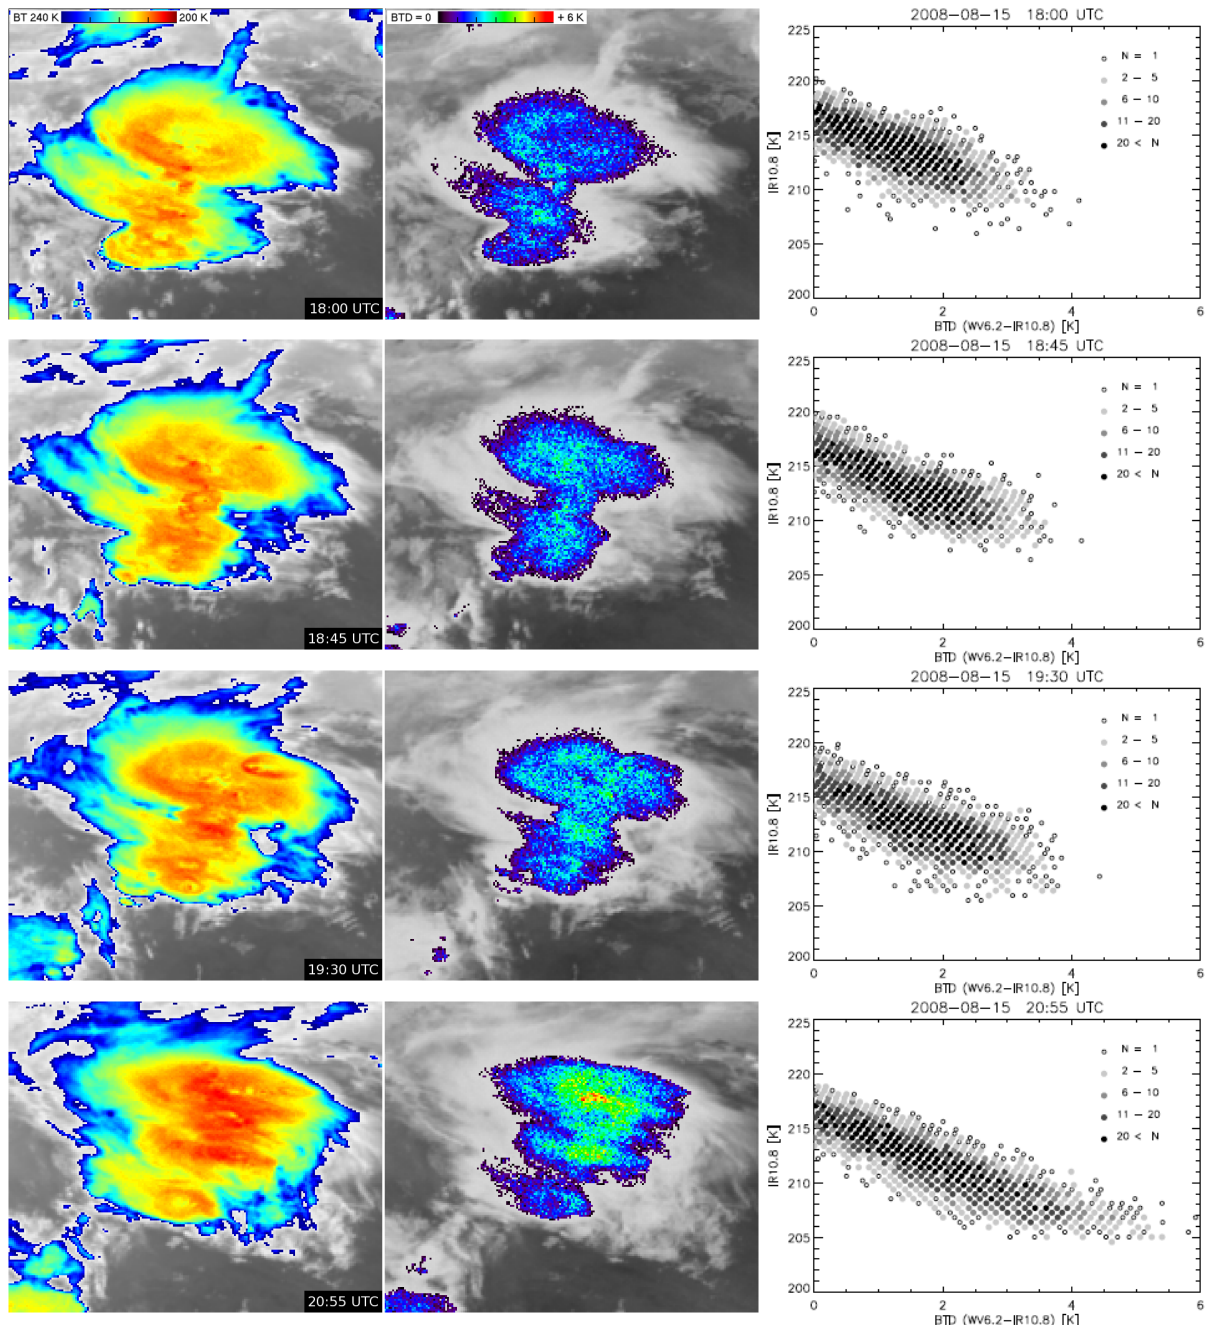 BT 240 K 200 K
BTD = 0 + 6 K
18:00 UTC
2008-08-15 18:00 UTC
225
220
215
210
205
200
IR10.8 [K]
N = 1
2 - 5
6 - 10
11 - 20
20 < N
0 2 4 6
BTD (WV6.2-IR10.8) [K]
18:45 UTC
2008-08-15 18:45 UTC
225
220
215
210
205
200
IR10.8 [K]
N = 1
2 - 5
6 - 10
11 - 20
20 < N
0 2 4 6
BTD (WV6.2-IR10.8) [K]
19:30 UTC
2008-08-15 19:30 UTC
225
220
215
210
205
200
IR10.8 [K]
N = 1
2 - 5
6 - 10
11 - 20
20 < N
0 2 4 6
BTD (WV6.2-IR10.8) [K]
20:55 UTC
2008-08-15 20:55 UTC
225
220
215
210
205
200
IR10.8 [K]
N = 1
2 - 5
6 - 10
11 - 20
20 < N
0 2 4 6
BTD (WV6.2-IR10.8) [K]